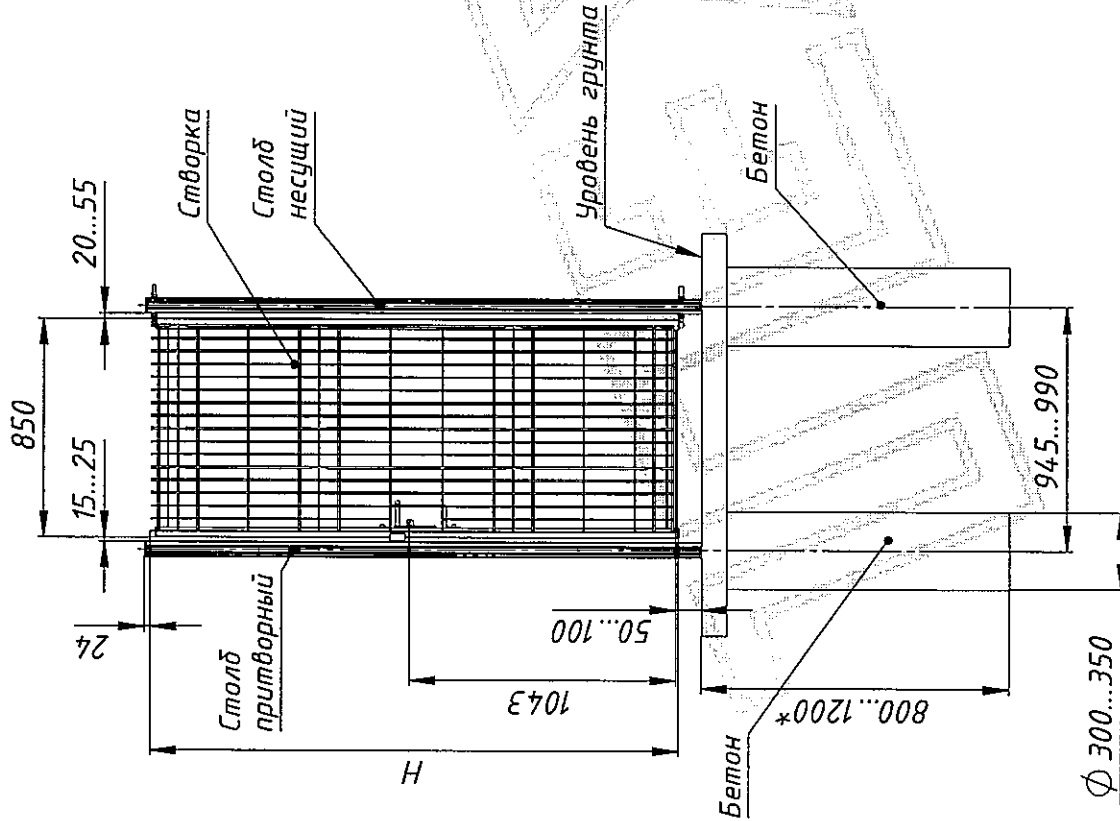 850
15...25
20...55
24
Створка
Столб
несущий
Столб
притворный
H
1043
50...100
800...1200*
Уровень грунта
Бетон
Бетон
945...990
Φ 300...350